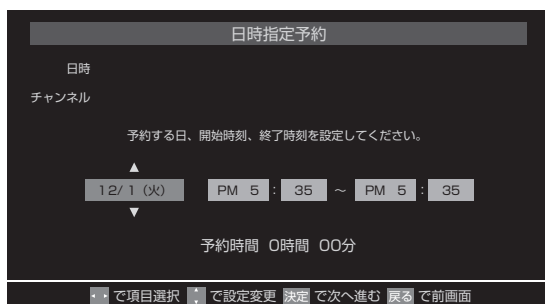 日時指定予約
日時
チャンネル
予約する日、開始時刻、終了時刻を設定してください。
▲
12/ 1 (火) PM 5 : 35 ～ PM 5 : 35
▼
予約時間 0時間 00分
で項目選択 で設定変更 決定 で次へ進む 戻る で前画面